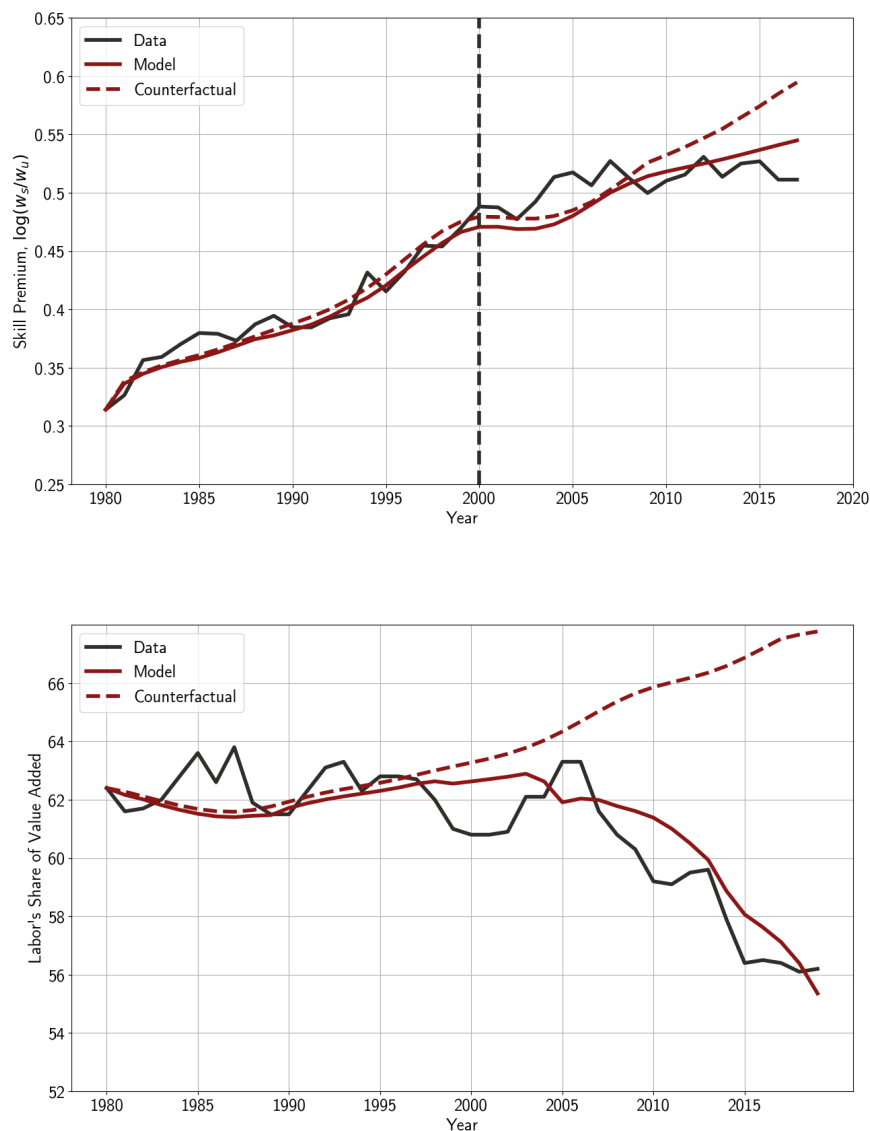 0.65
0.6
0.55
0.5
0.45
0.4
0.35
0.3
0.25
Skill Premium, log(w_s/w_u)
Data
Model
Counterfactual
1980 1985 1990 1995 2000 2005 2010 2015 2020
Year
66
64
62
60
58
56
54
52
Labor's Share of Value Added
Data
Model
Counterfactual
1980 1985 1990 1995 2000 2005 2010 2015
Year